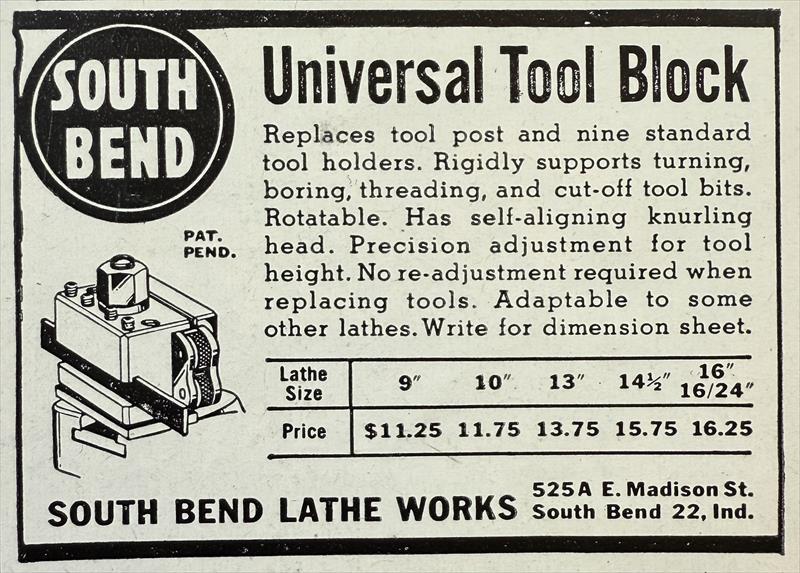 SOUTH
BEND
Universal Tool Block
Replaces tool post and nine standard
tool holders. Rigidly supports turning,
boring, threading, and cut-off tool bits.
Rotatable. Has self-aligning knurling
head. Precision adjustment for tool
height. No re-adjustment required when
replacing tools. Adaptable to some
other lathes. Write for dimension sheet.
PAT.
PEND.
Lathe Size 9" 10" 13" 14½" 16" 16/24"
Price $11.25 11.75 13.75 15.75 16.25
SOUTH BEND LATHE WORKS
525A E. Madison St.
South Bend 22, Ind.